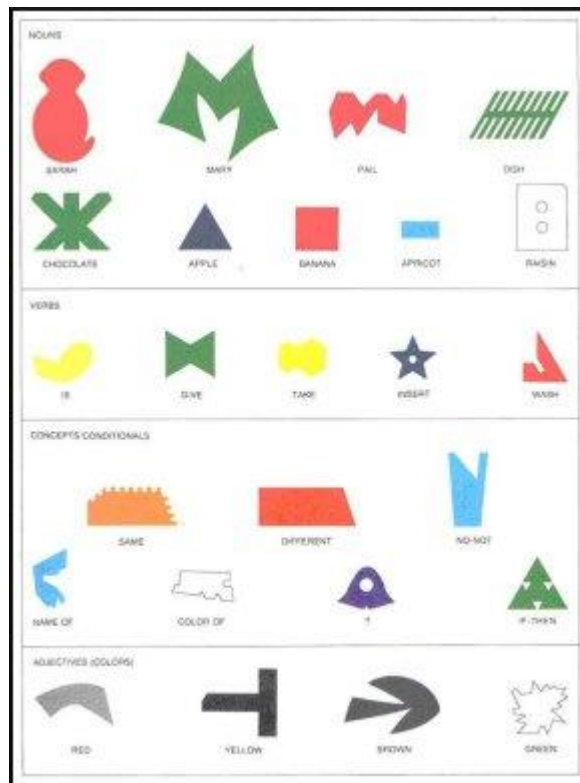 NOUNS
SARAH MARY PAIL DISH
CHOCOLATE APPLE BANANA APRICOT RAISIN
VERBS
IS GIVE TAKE INSERT WASH
CONCEPTS/CONDITIONALS
SAME DIFFERENT NO-NOT
NAME OF COLOR OF ? IF-THEN
ADJECTIVES (COLORS)
RED YELLOW BROWN GREEN